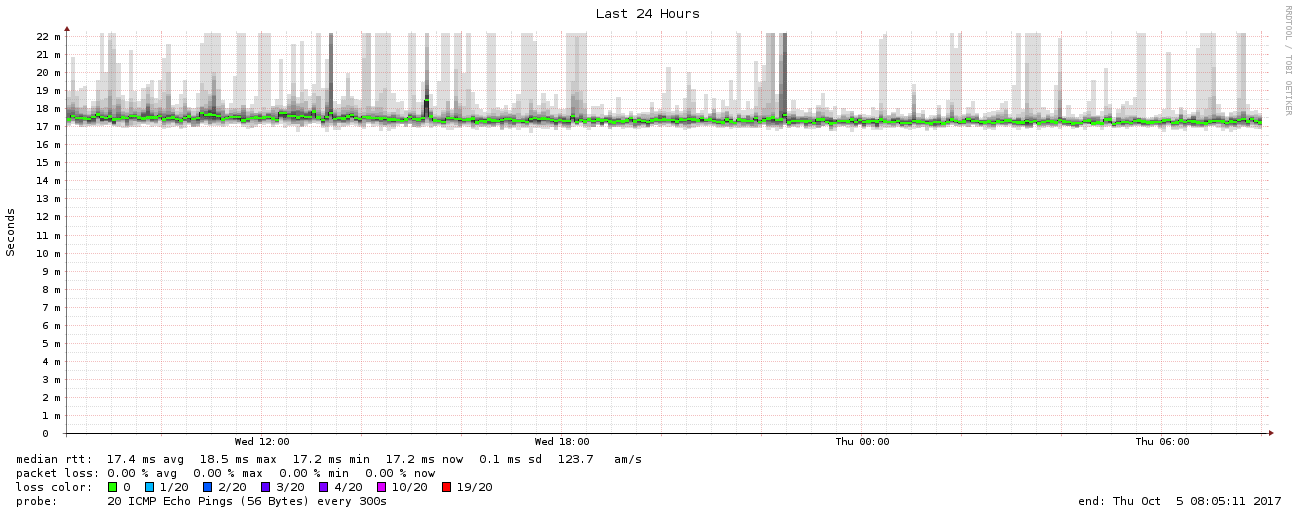 Last 24 Hours
RRDTOOL / TOBI OETIKER
Seconds
22 m
21 m
20 m
19 m
18 m
17 m
16 m
15 m
14 m
13 m
12 m
11 m
10 m
9 m
8 m
7 m
6 m
5 m
4 m
3 m
2 m
1 m
0
Wed 12:00 Wed 18:00 Thu 00:00 Thu 06:00
median rtt: 17.4 ms avg 18.5 ms max 17.2 ms min 17.2 ms now 0.1 ms sd 123.7 am/s
packet loss: 0.00 % avg 0.00 % max 0.00 % min 0.00 % now
loss color: 0 1/20 2/20 3/20 4/20 10/20 19/20
probe: 20 ICMP Echo Pings (56 Bytes) every 300s end: Thu Oct 5 08:05:11 2017